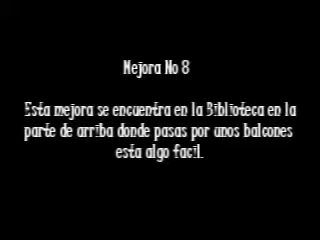 Mejora No 8
Esta mejora se encuentra en la Biblioteca en la
parte de arriba donde pasas por unos balcones
esta algo facil.